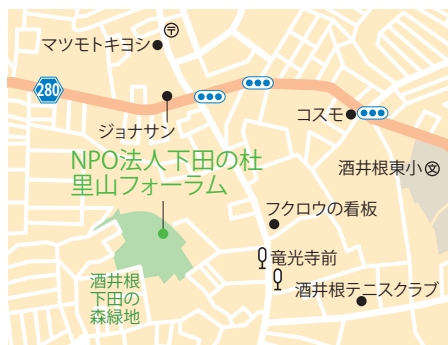 マツモトキヨシ
280
ジョナサン
コスモ
NPO法人下田の杜
里山フォーラム
酒井根東小
フクロウの看板
竜光寺前
酒井根
下田の
森緑地
酒井根テニスクラブ